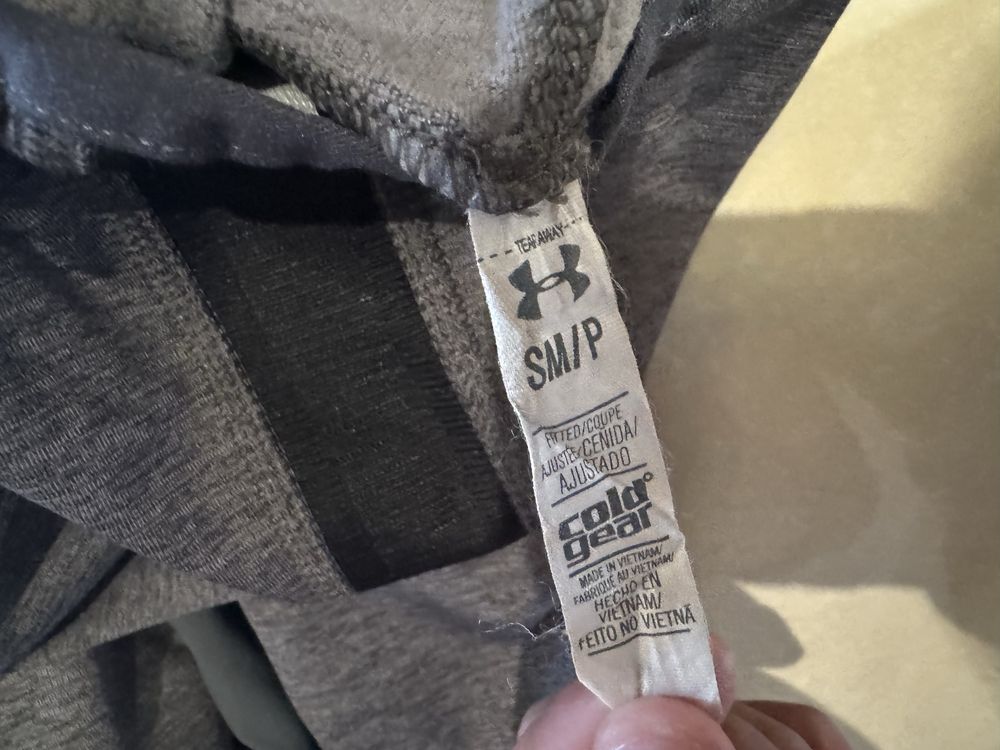 TEAR AWAY
SM/P
FITTED/COUPE
AJUSTÉE/CEÑIDA/
AJUSTADO
cold
gear
MADE IN VIETNAM/
FABRIQUÉ AU VIETNAM/
HECHO EN
VIETNAM/
FEITO NO VIETNÃ